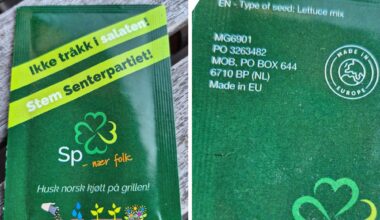 Ikke tråkk i salaten!
Stem Senterpartiet!
Sp
- nær folk
Husk norsk kjøtt på grillen!
EN - Type of seed: Lettuce mix
MG6901
PO 3263482
MOB, PO BOX 644
6710 BP (NL)
Made in EU
MADE IN
EUROPE